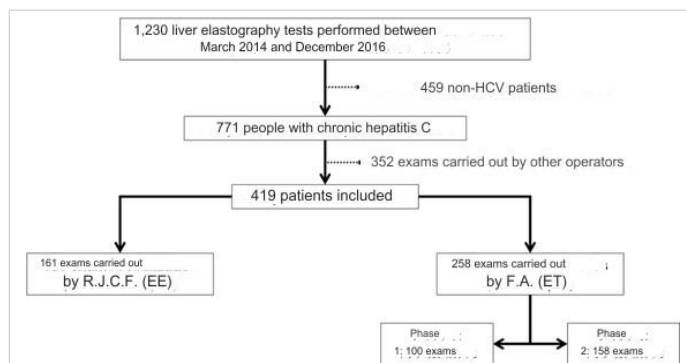 1,230 liver elastography tests performed between
March 2014 and December 2016
459 non-HCV patients
771 people with chronic hepatitis C
352 exams carried out by other operators
419 patients included
161 exams carried out
by R.J.C.F. (EE)
258 exams carried out
by F.A. (ET)
Phase
1: 100 exams
Phase
2: 158 exams